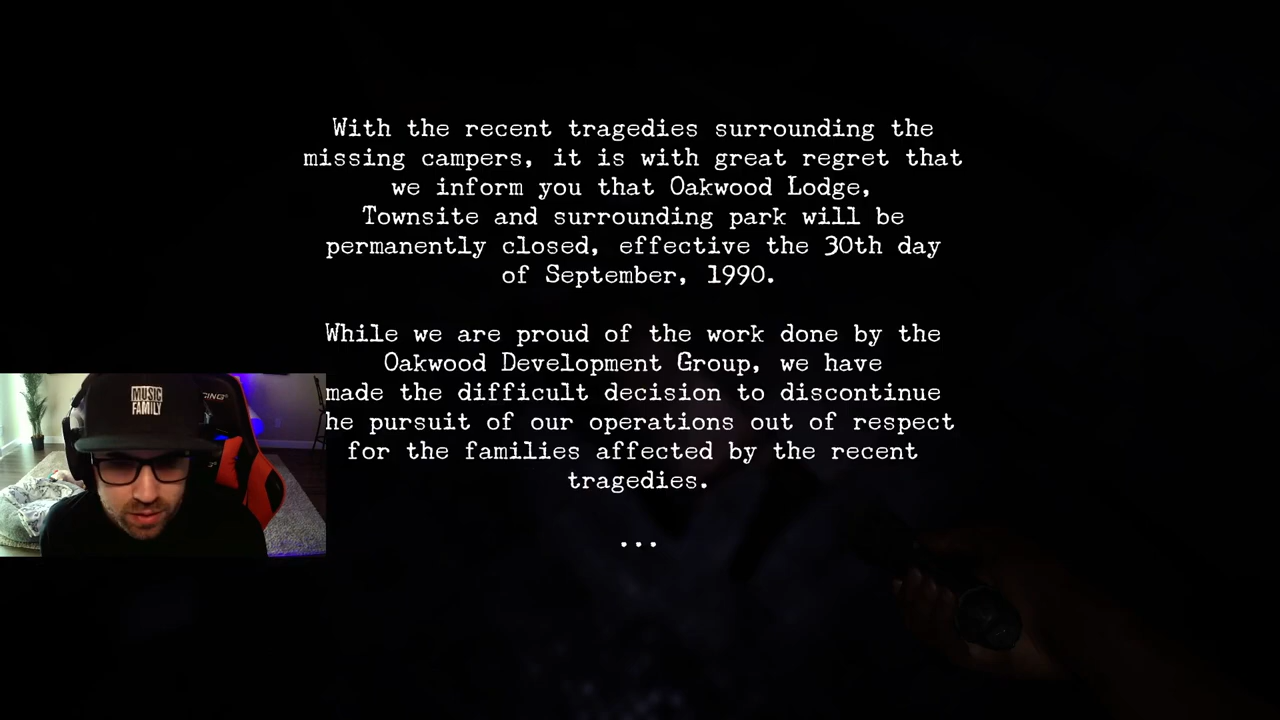 With the recent tragedies surrounding the
missing campers, it is with great regret that
we inform you that Oakwood Lodge,
Townsite and surrounding park will be
permanently closed, effective the 30th day
of September, 1990.
While we are proud of the work done by the
Oakwood Development Group, we have
made the difficult decision to discontinue
he pursuit of our operations out of respect
for the families affected by the recent
tragedies.
...
MUSIC
FAMILY